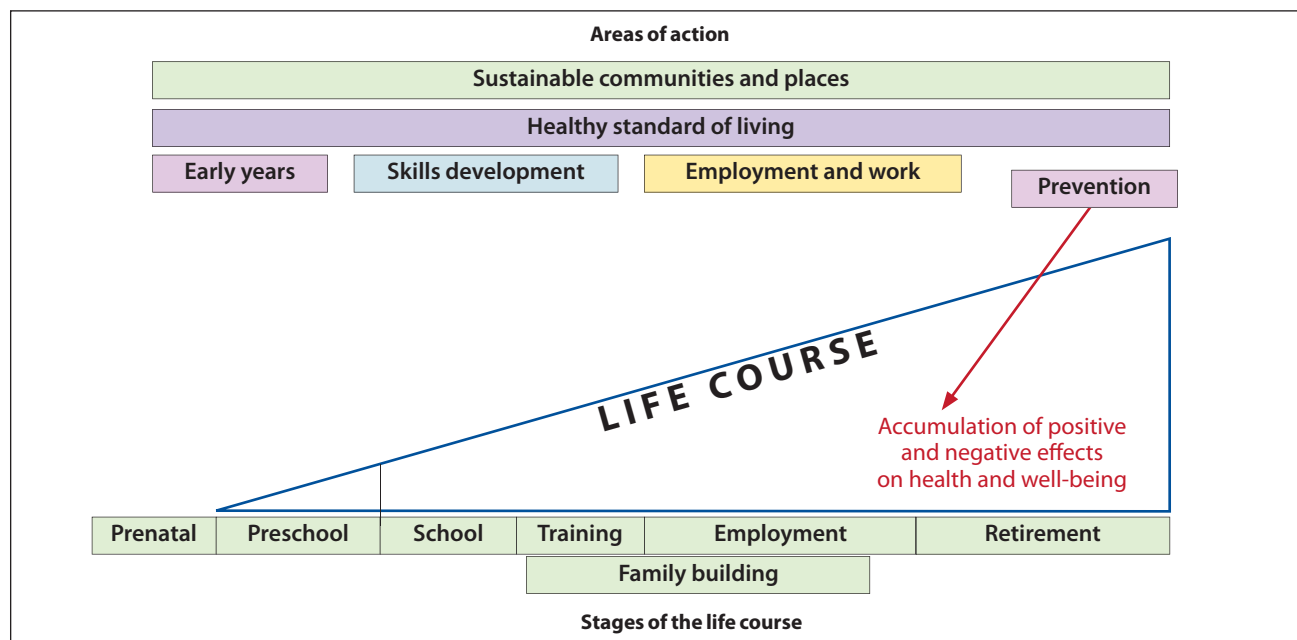 Areas of action
Sustainable communities and places
Healthy standard of living
Early years
Skills development
Employment and work
Prevention
LIFE COURSE
Accumulation of positive
and negative effects
on health and well-being
Prenatal
Preschool
School
Training
Employment
Retirement
Family building
Stages of the life course